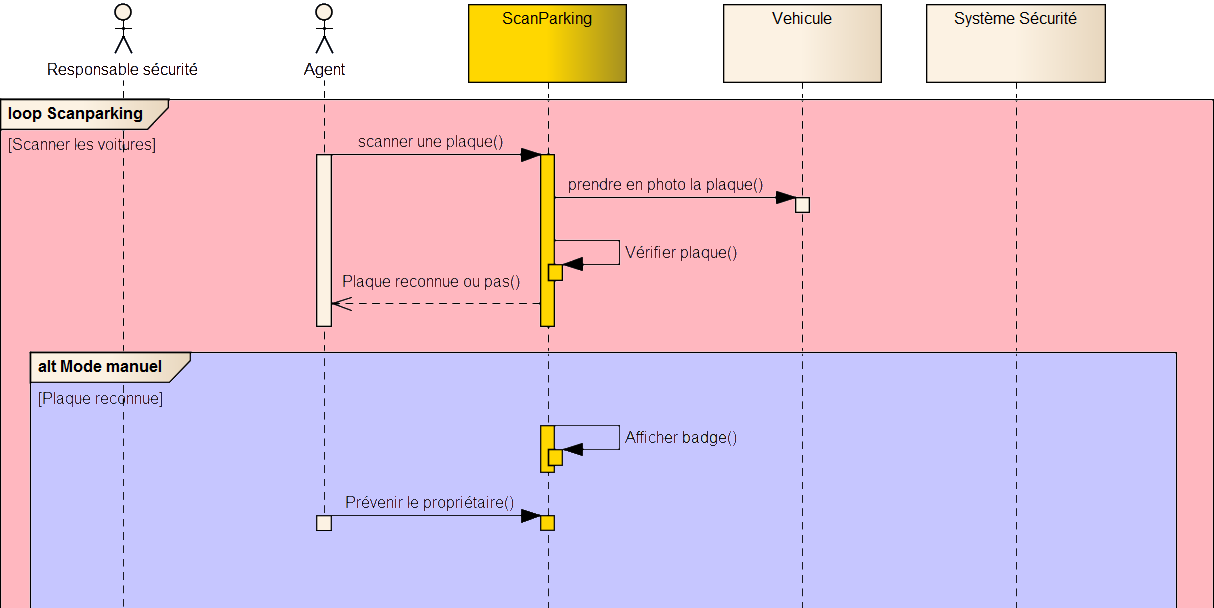 Responsable sécurité
Agent
ScanParking
Vehicule
Système Sécurité
loop Scanparking
[Scanner les voitures]
scanner une plaque()
prendre en photo la plaque()
Vérifier plaque()
Plaque reconnue ou pas()
alt Mode manuel
[Plaque reconnue]
Afficher badge()
Prévenir le propriétaire()